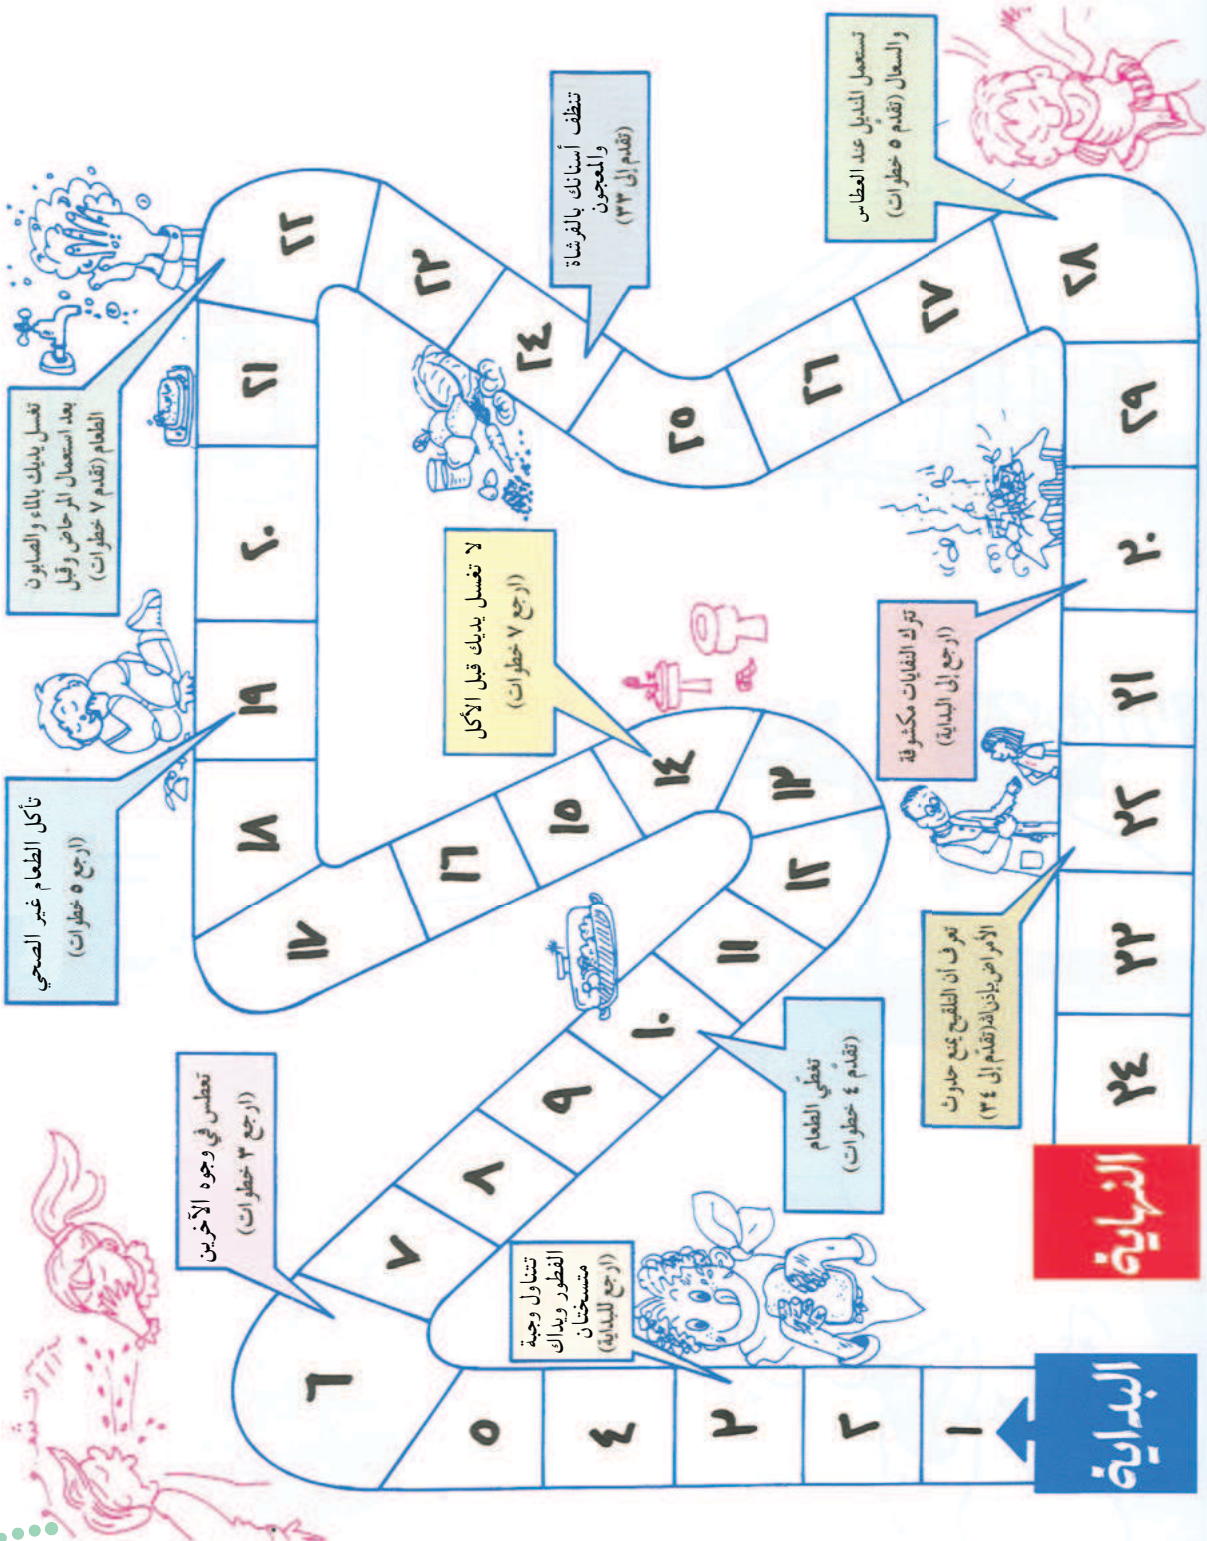 البداية
١
٢
٣
تتناول وجبة
الفطور ويداك
متسختان
(ارجع للبداية)
٤
٥
٦
تعطس في وجوه الآخرين
(ارجع ٣ خطوات)
٧
٨
٩
١٠
تغطي الطعام
(تقدّم ٤ خطوات)
١١
١٢
١٣
١٤
لا تغسل يديك قبل الأكل
(ارجع ٧ خطوات)
١٥
١٦
١٧
١٨
١٩
تأكل الطعام غير الصحي
(ارجع ٥ خطوات)
٢٠
٢١
٢٢
تغسل يديك بالماء والصابون
بعد استعمال المرحاض وقبل
الطعام (تقدم ٧ خطوات)
٢٣
٢٤
تنظف أسنانك بالفرشاة
والمعجون
(تقدم إلى ٣٣)
٢٥
٢٦
٢٧
٢٨
تستعمل المنديل عند العطاس
والسعال (تقدّم ٥ خطوات)
٢٩
٣٠
تترك النفايات مكشوفة
(ارجع إلى البداية)
٣١
٣٢
تعرف أن التلقيح يمنع حدوث
الأمراض بإذن الله (تقدّم إلى ٣٤)
٣٣
٣٤
النهاية